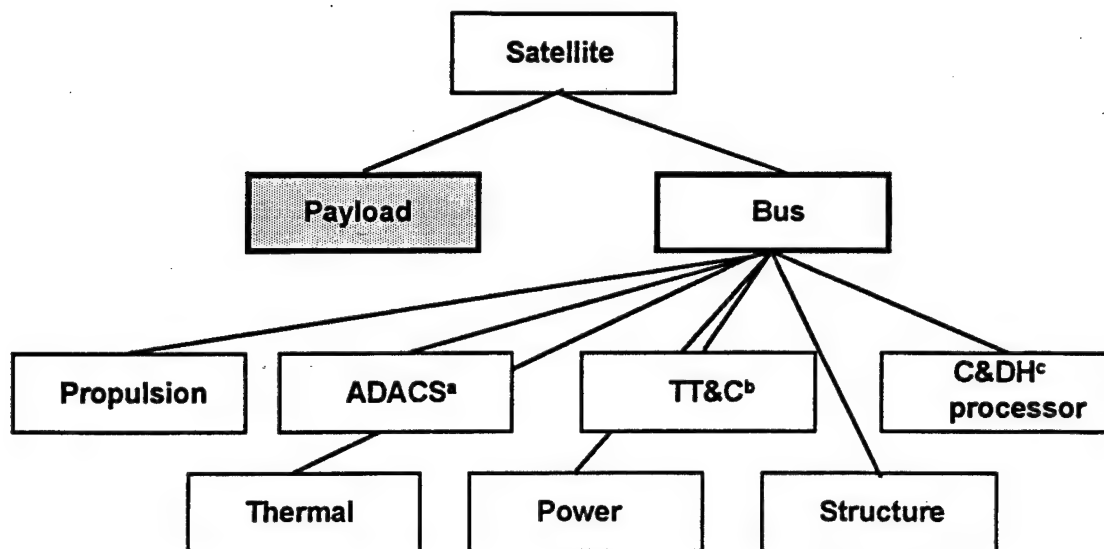 Satellite
Payload
Bus
Propulsion
ADACSᵃ
TT&Cᵇ
C&DHᶜ
processor
Thermal
Power
Structure